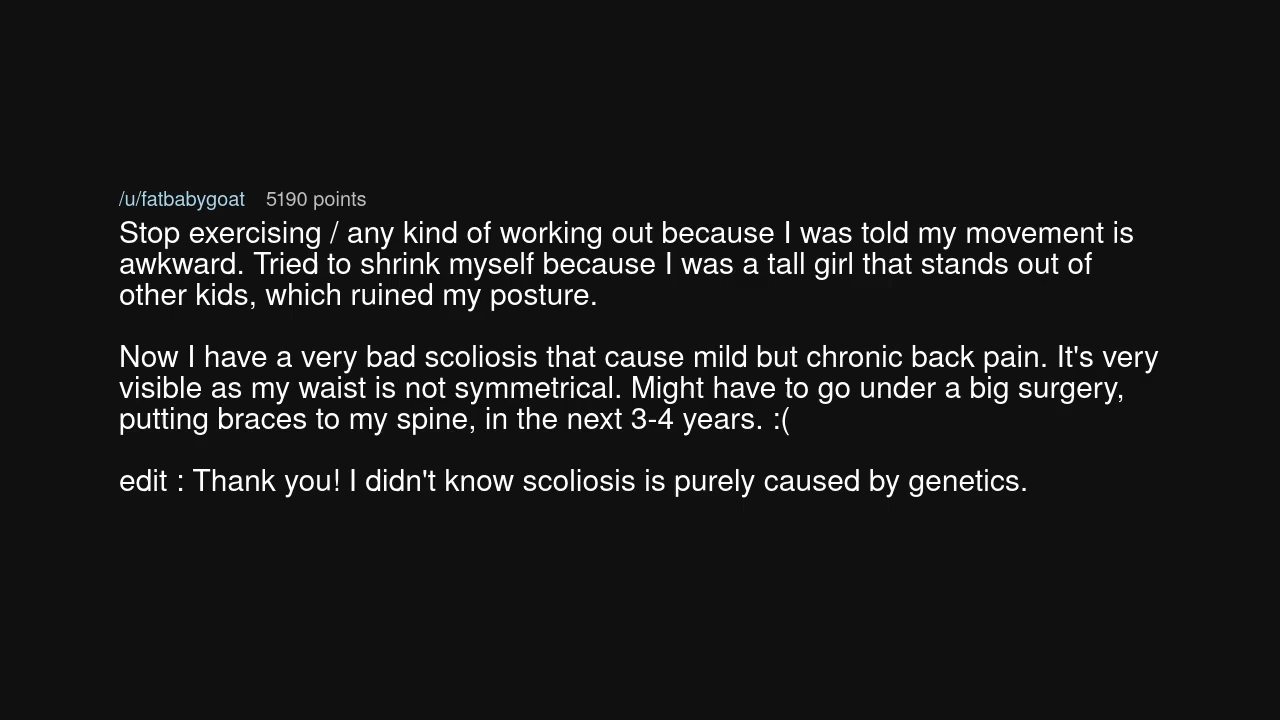 /u/fatbabygoat 5190 points
Stop exercising / any kind of working out because I was told my movement is
awkward. Tried to shrink myself because I was a tall girl that stands out of
other kids, which ruined my posture.
Now I have a very bad scoliosis that cause mild but chronic back pain. It's very
visible as my waist is not symmetrical. Might have to go under a big surgery,
putting braces to my spine, in the next 3-4 years. :(
edit : Thank you! I didn't know scoliosis is purely caused by genetics.